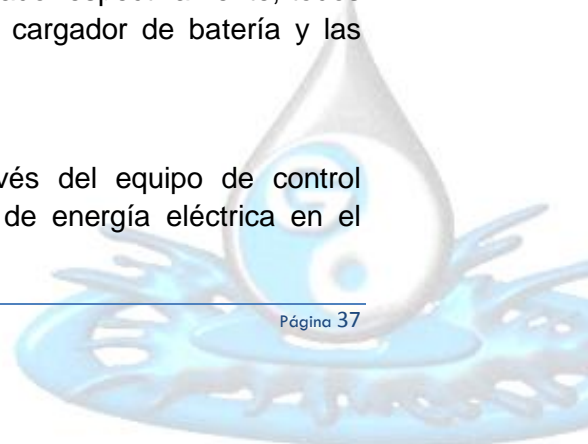 cargador de batería y las
vés del equipo de control
de energía eléctrica en el
Página 37